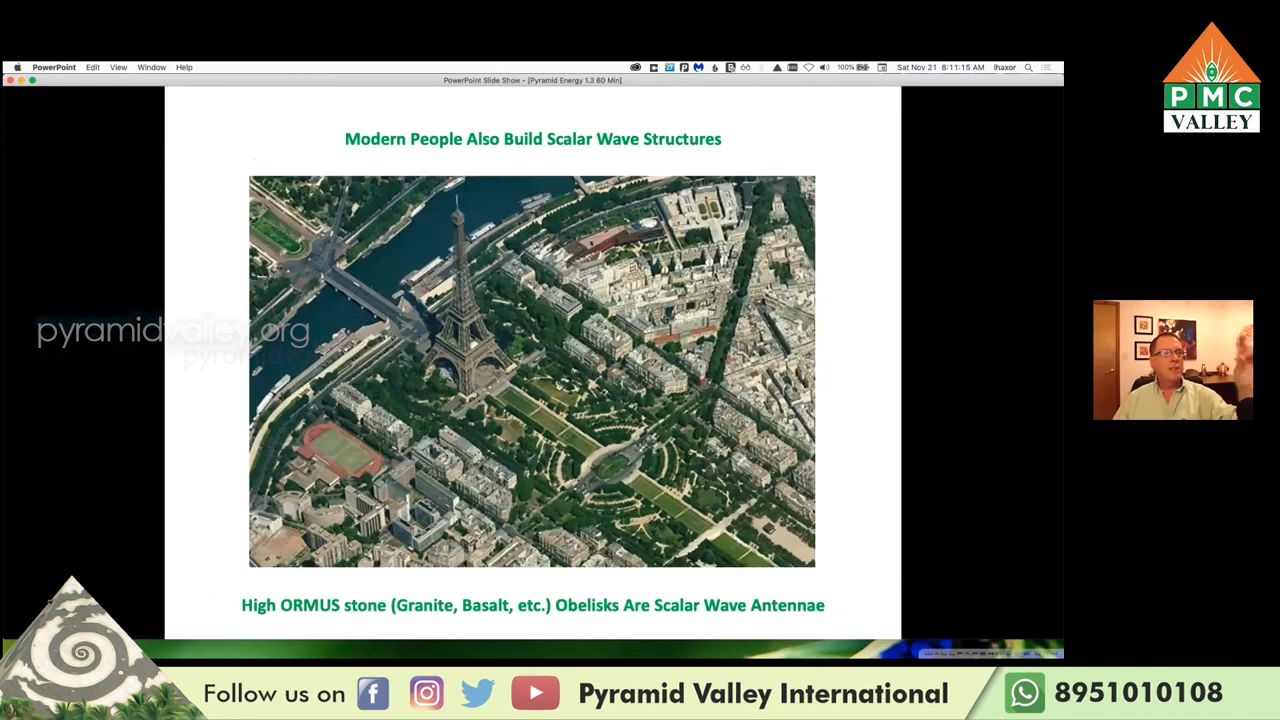 PowerPoint Edit View Window Help
100% Sat Nov 21 8:11:15 AM lhaxor
PowerPoint Slide Show - [Pyramid Energy 1.3 60 Min]
PMC
VALLEY
Modern People Also Build Scalar Wave Structures
pyramidvalley.org
High ORMUS stone (Granite, Basalt, etc.) Obelisks Are Scalar Wave Antennae
Follow us on Pyramid Valley International 8951010108